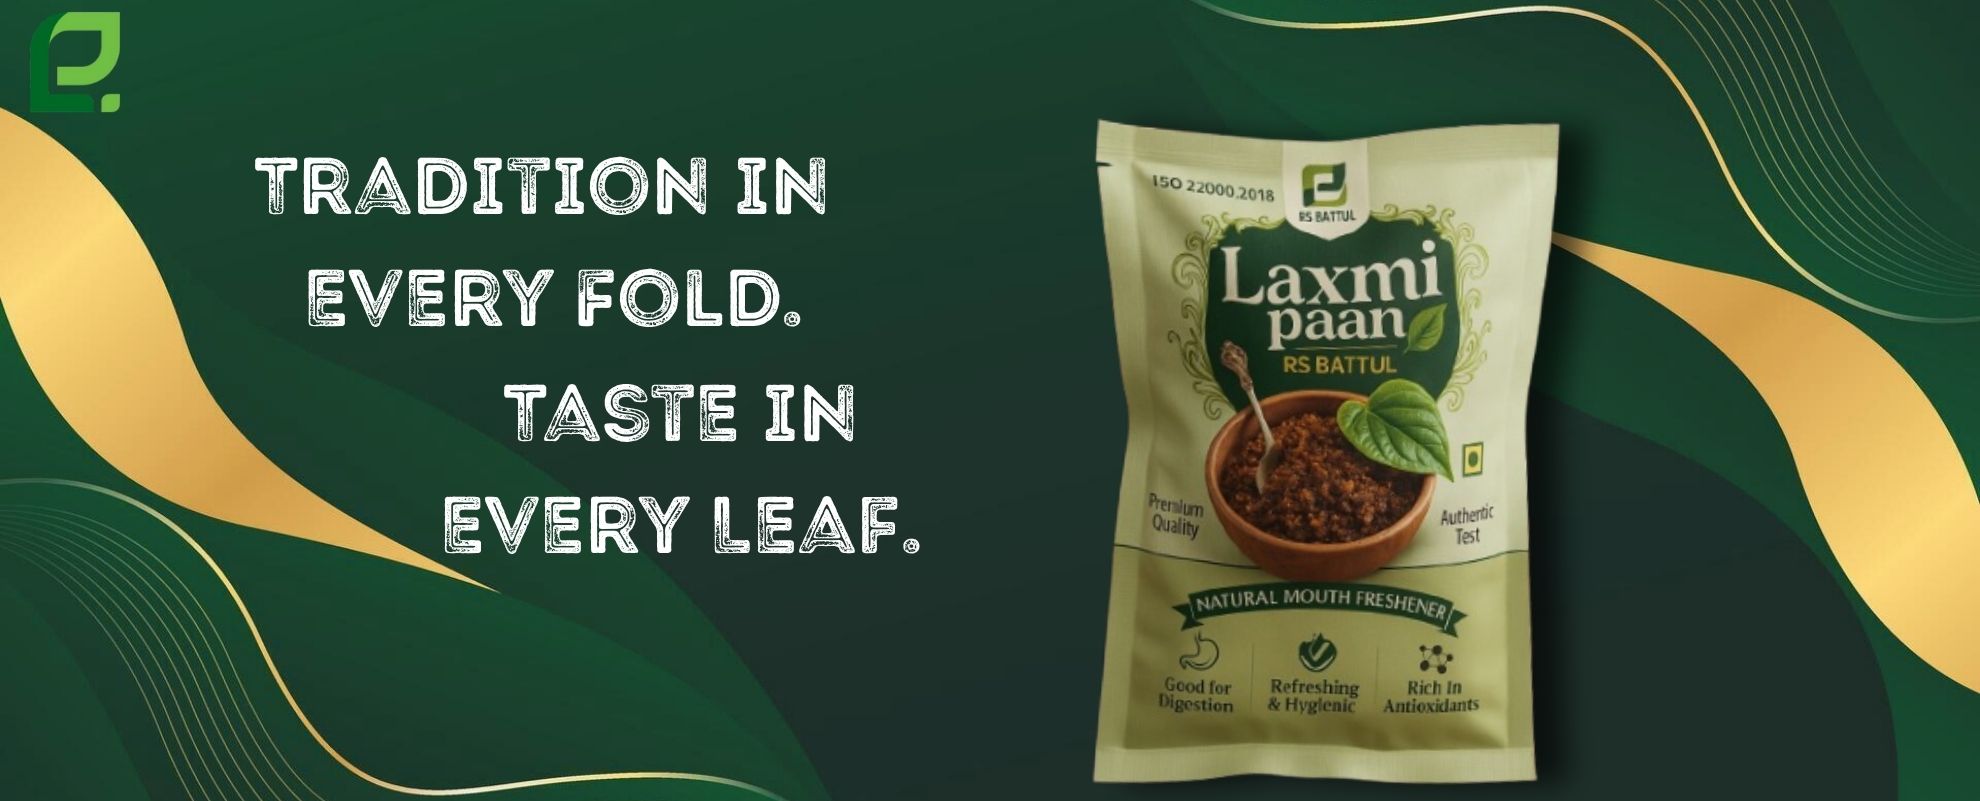 TRADITION IN
EVERY FOLD.
TASTE IN
EVERY LEAF.
ISO 22000.2018
RS BATTUL
Laxmi
paan
RS BATTUL
Premium
Quality
Authentic
Test
NATURAL MOUTH FRESHENER
Good for
Digestion
Refreshing
& Hygienic
Rich In
Antioxidants